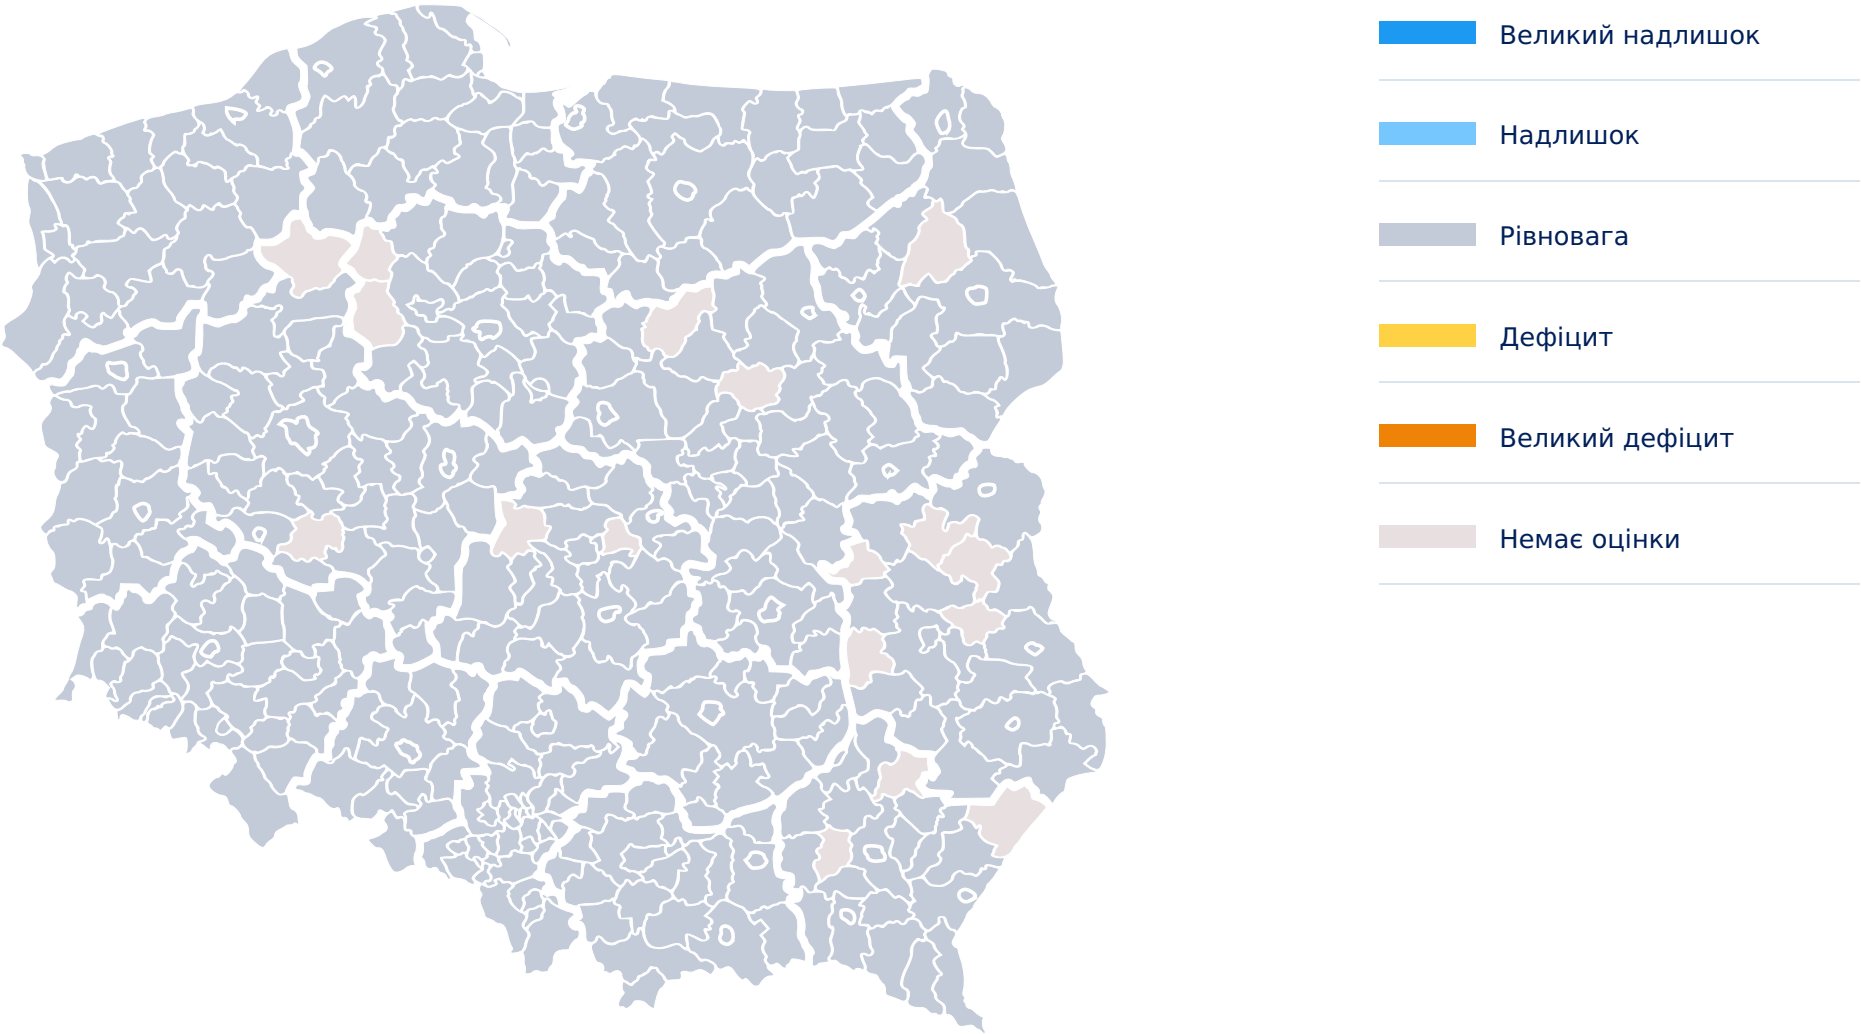 Великий надлишок
Надлишок
Рівновага
Дефіцит
Великий дефіцит
Немає оцінки